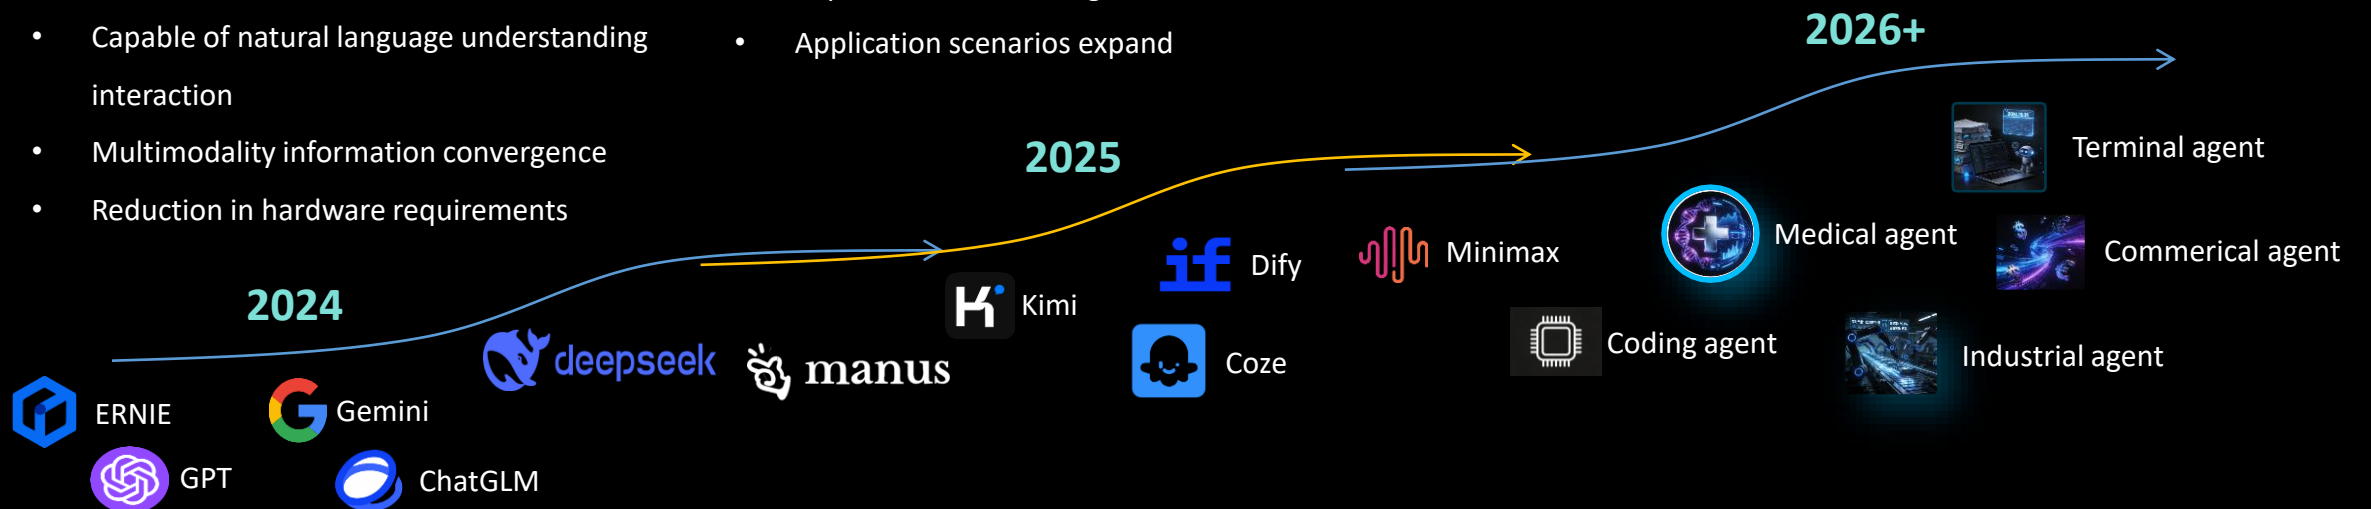 • Capable of natural language understanding
interaction
• Multimodality information convergence
• Reduction in hardware requirements
• Application scenarios expand
2024
2025
2026+
ERNIE
Gemini
GPT
ChatGLM
deepseek
manus
Kimi
Dify
Coze
Minimax
Coding agent
Medical agent
Terminal agent
Commerical agent
Industrial agent